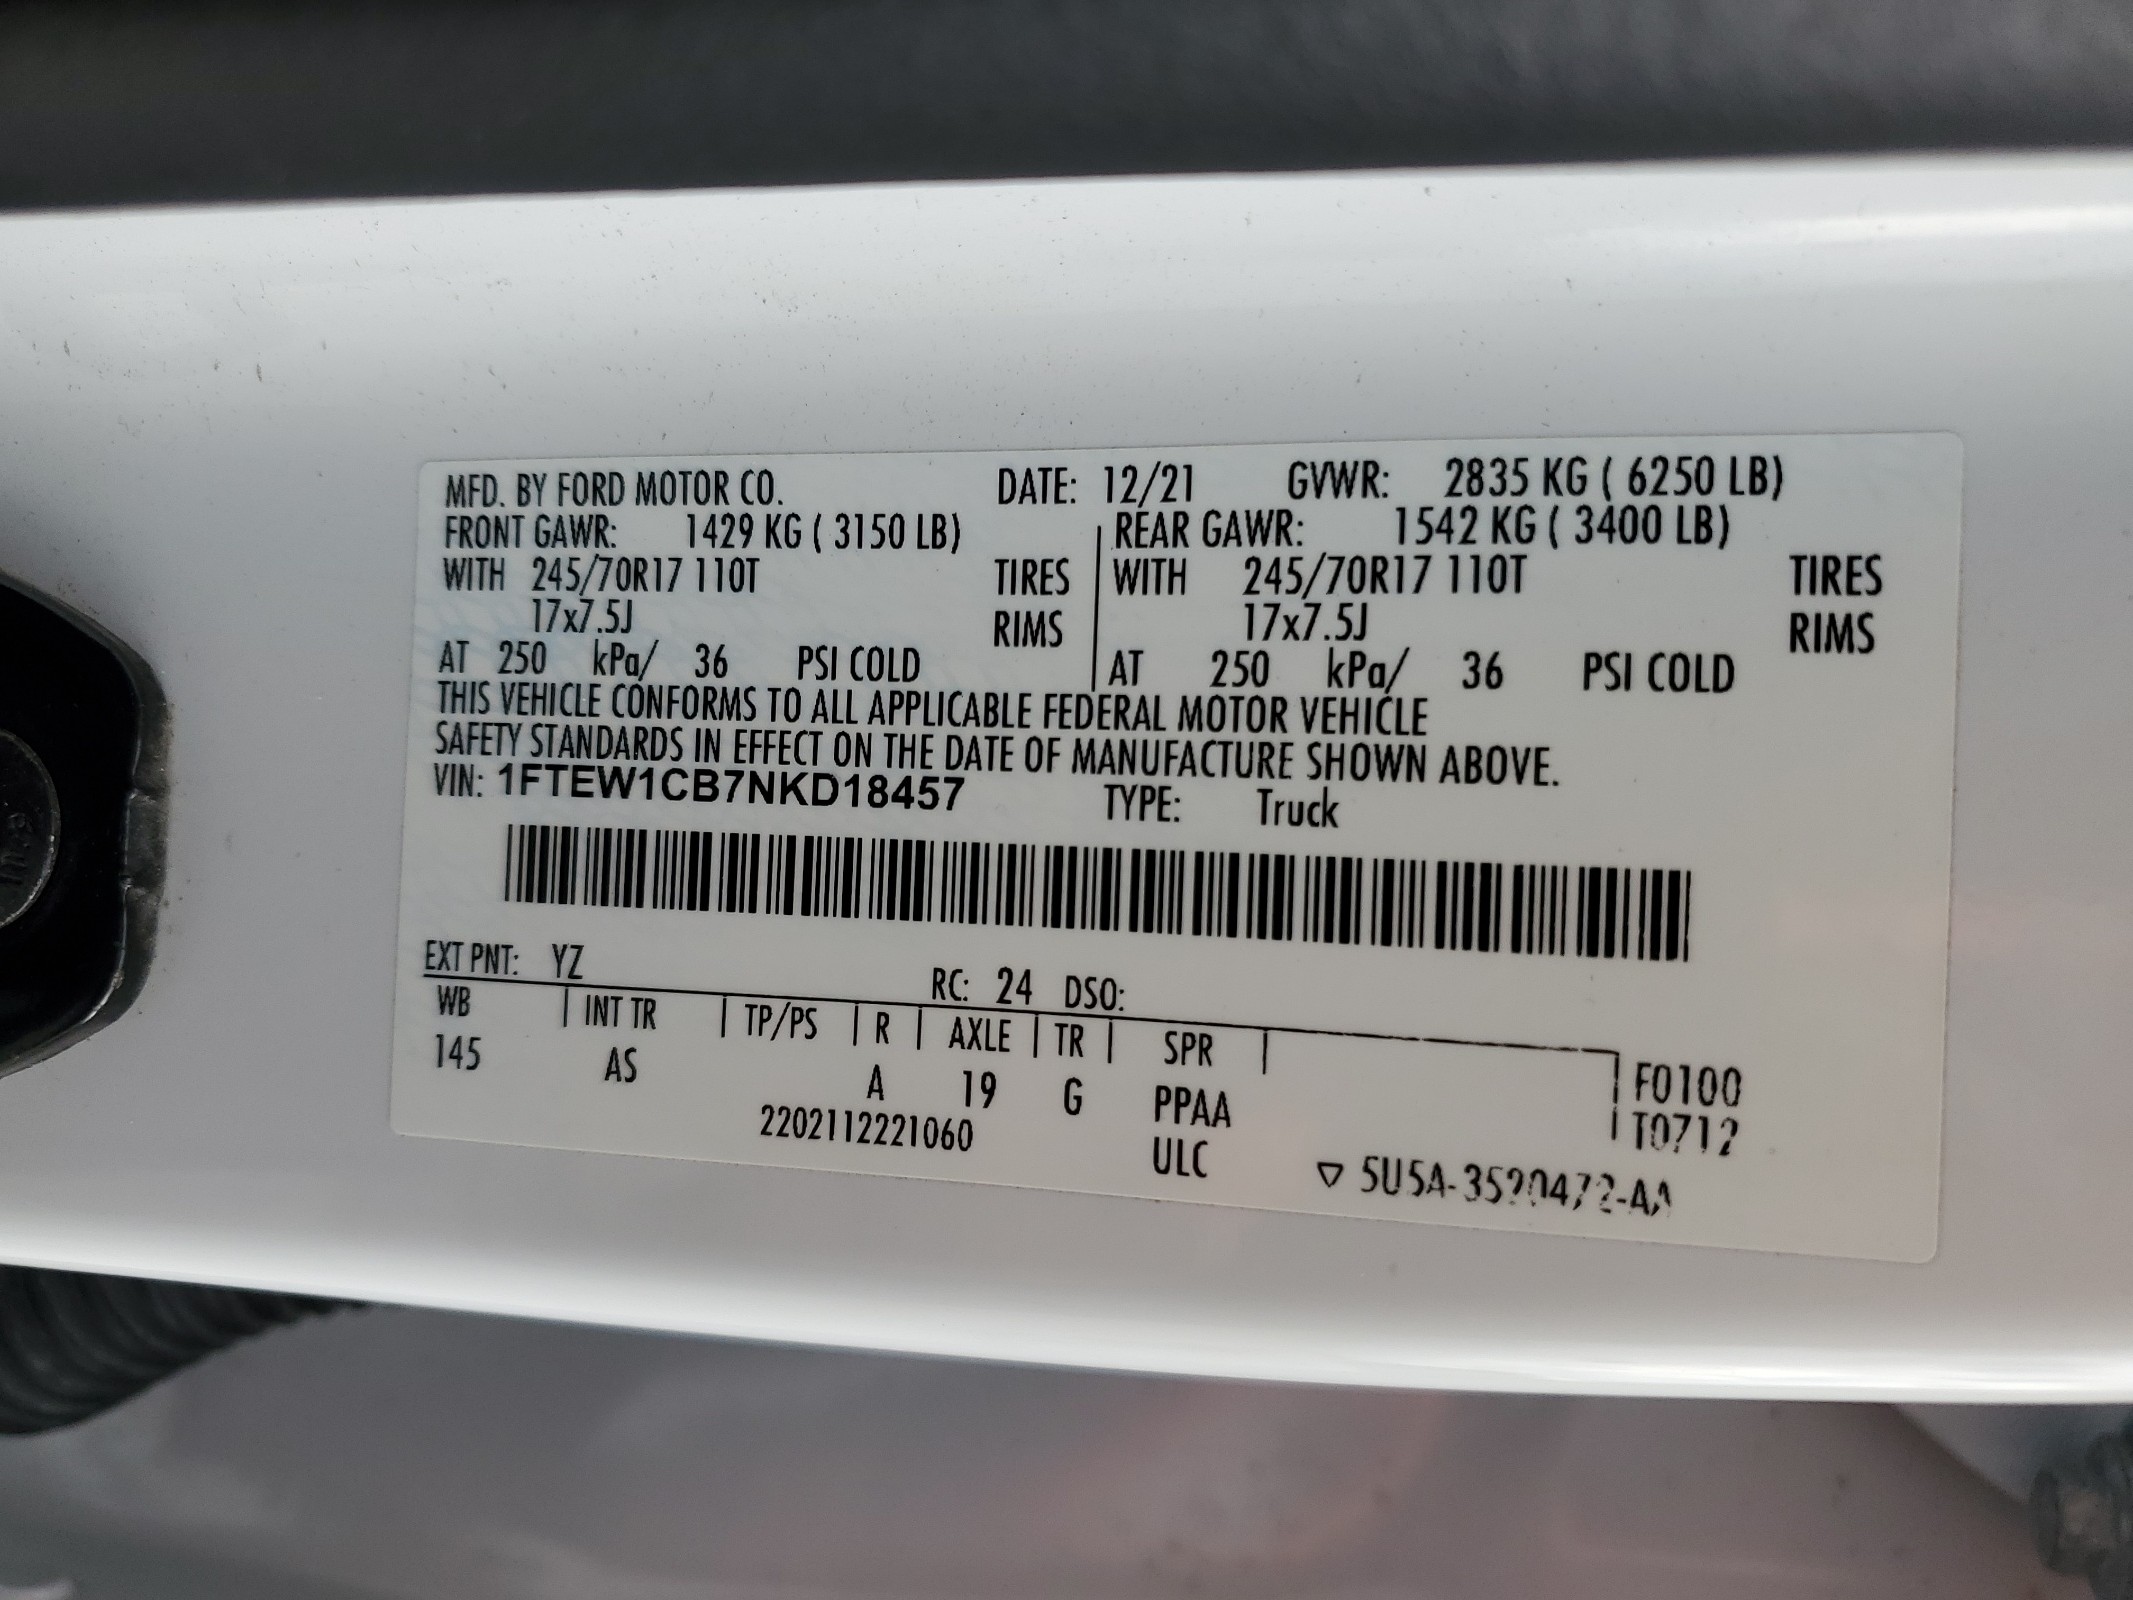 MFD. BY FORD MOTOR CO. DATE: 12/21 GVWR: 2835 KG ( 6250 LB)
FRONT GAWR: 1429 KG ( 3150 LB) REAR GAWR: 1542 KG ( 3400 LB)
WITH 245/70R17 110T TIRES WITH 245/70R17 110T TIRES
17x7.5J RIMS 17x7.5J RIMS
AT 250 kPa/ 36 PSI COLD AT 250 kPa/ 36 PSI COLD
THIS VEHICLE CONFORMS TO ALL APPLICABLE FEDERAL MOTOR VEHICLE
SAFETY STANDARDS IN EFFECT ON THE DATE OF MANUFACTURE SHOWN ABOVE.
VIN: 1FTEW1CB7NKD18457 TYPE: Truck
EXT PNT: YZ RC: 24 DSO:
WB INT TR TP/PS R AXLE TR SPR
145 AS A 19 G PPAA F0100
2202112221060 ULC T0712
5U5A-3520472-AA